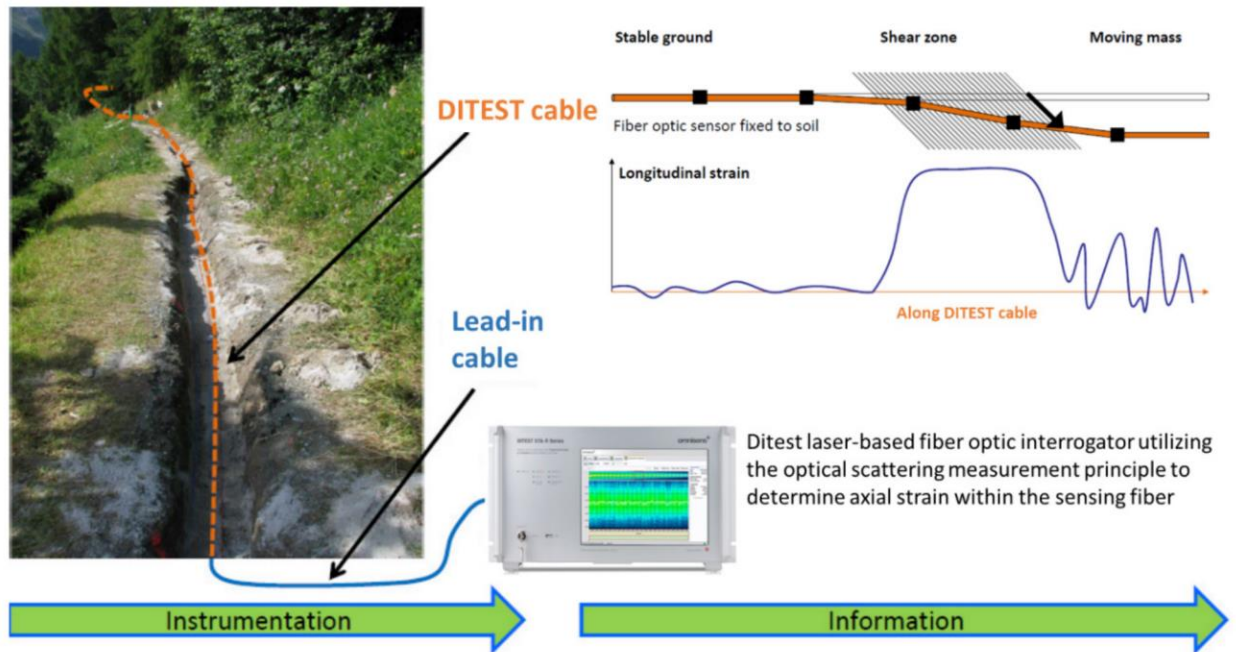 Stable ground
Shear zone
Moving mass
DITEST cable
Fiber optic sensor fixed to soil
Longitudinal strain
Along DITEST cable
Lead-in
cable
Ditest laser-based fiber optic interrogator utilizing
the optical scattering measurement principle to
determine axial strain within the sensing fiber
Instrumentation
Information